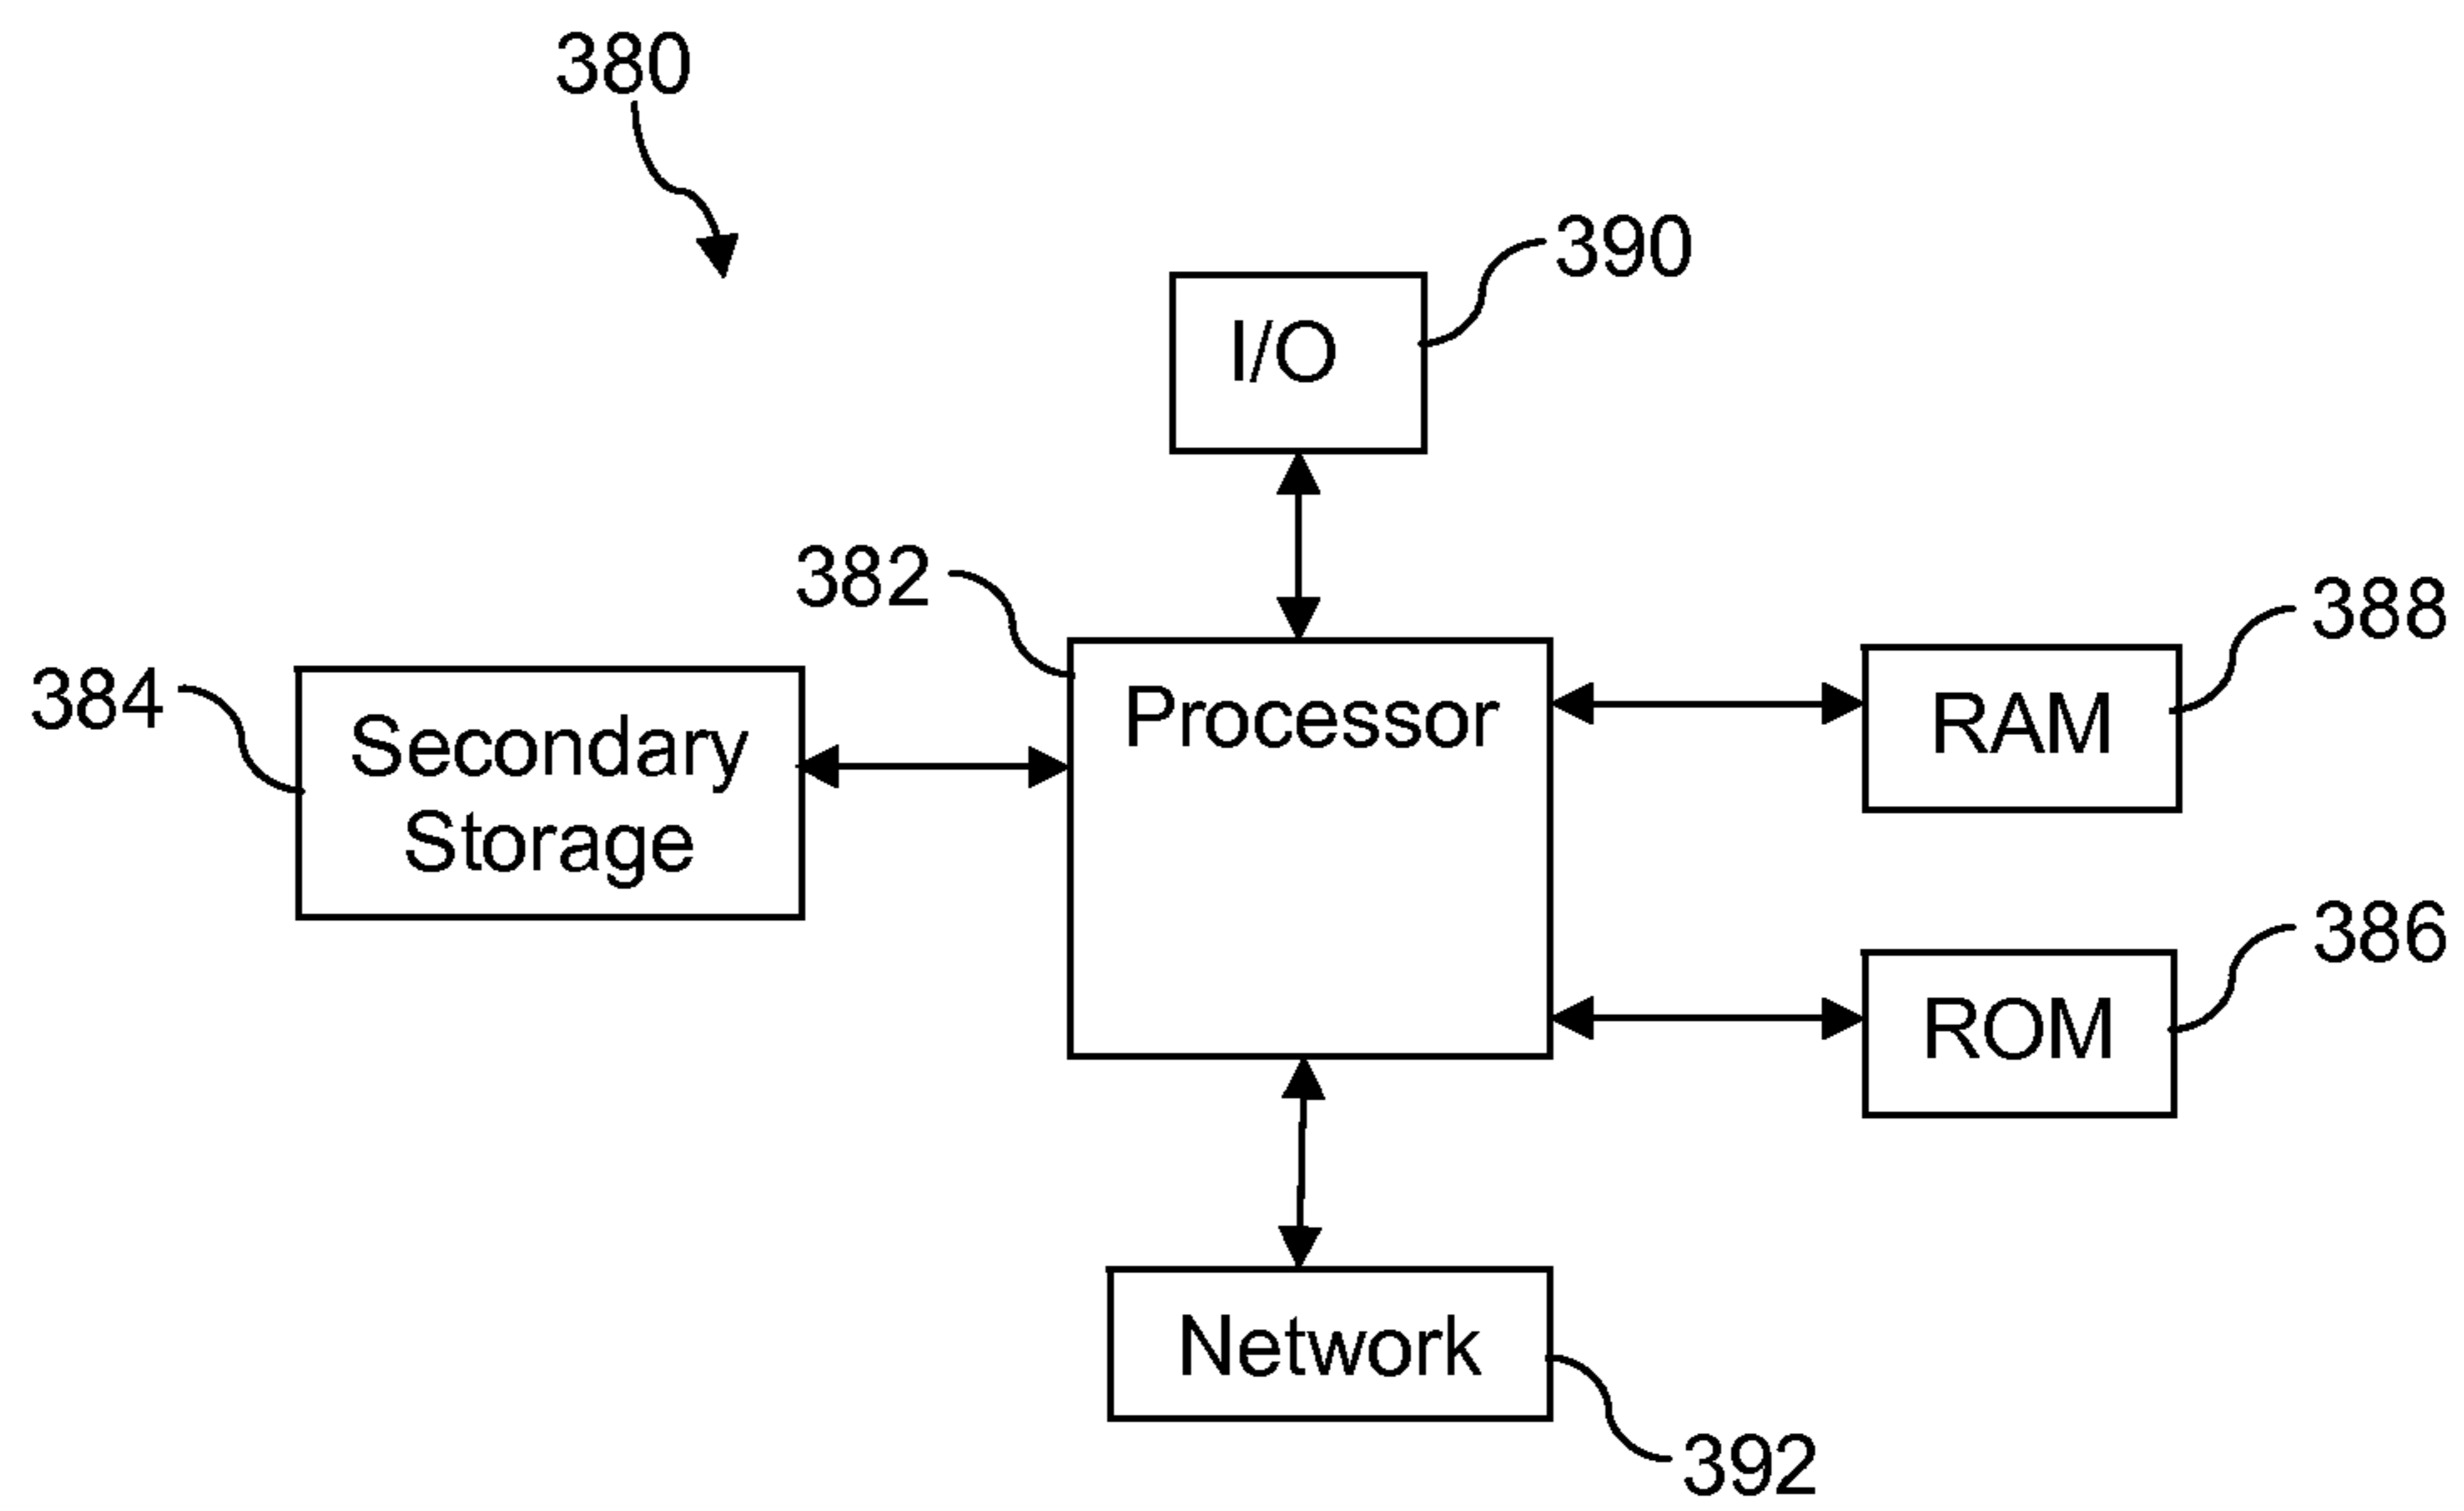 380
390
I/O
382
388
384
Processor
RAM
Secondary
Storage
386
ROM
Network
392